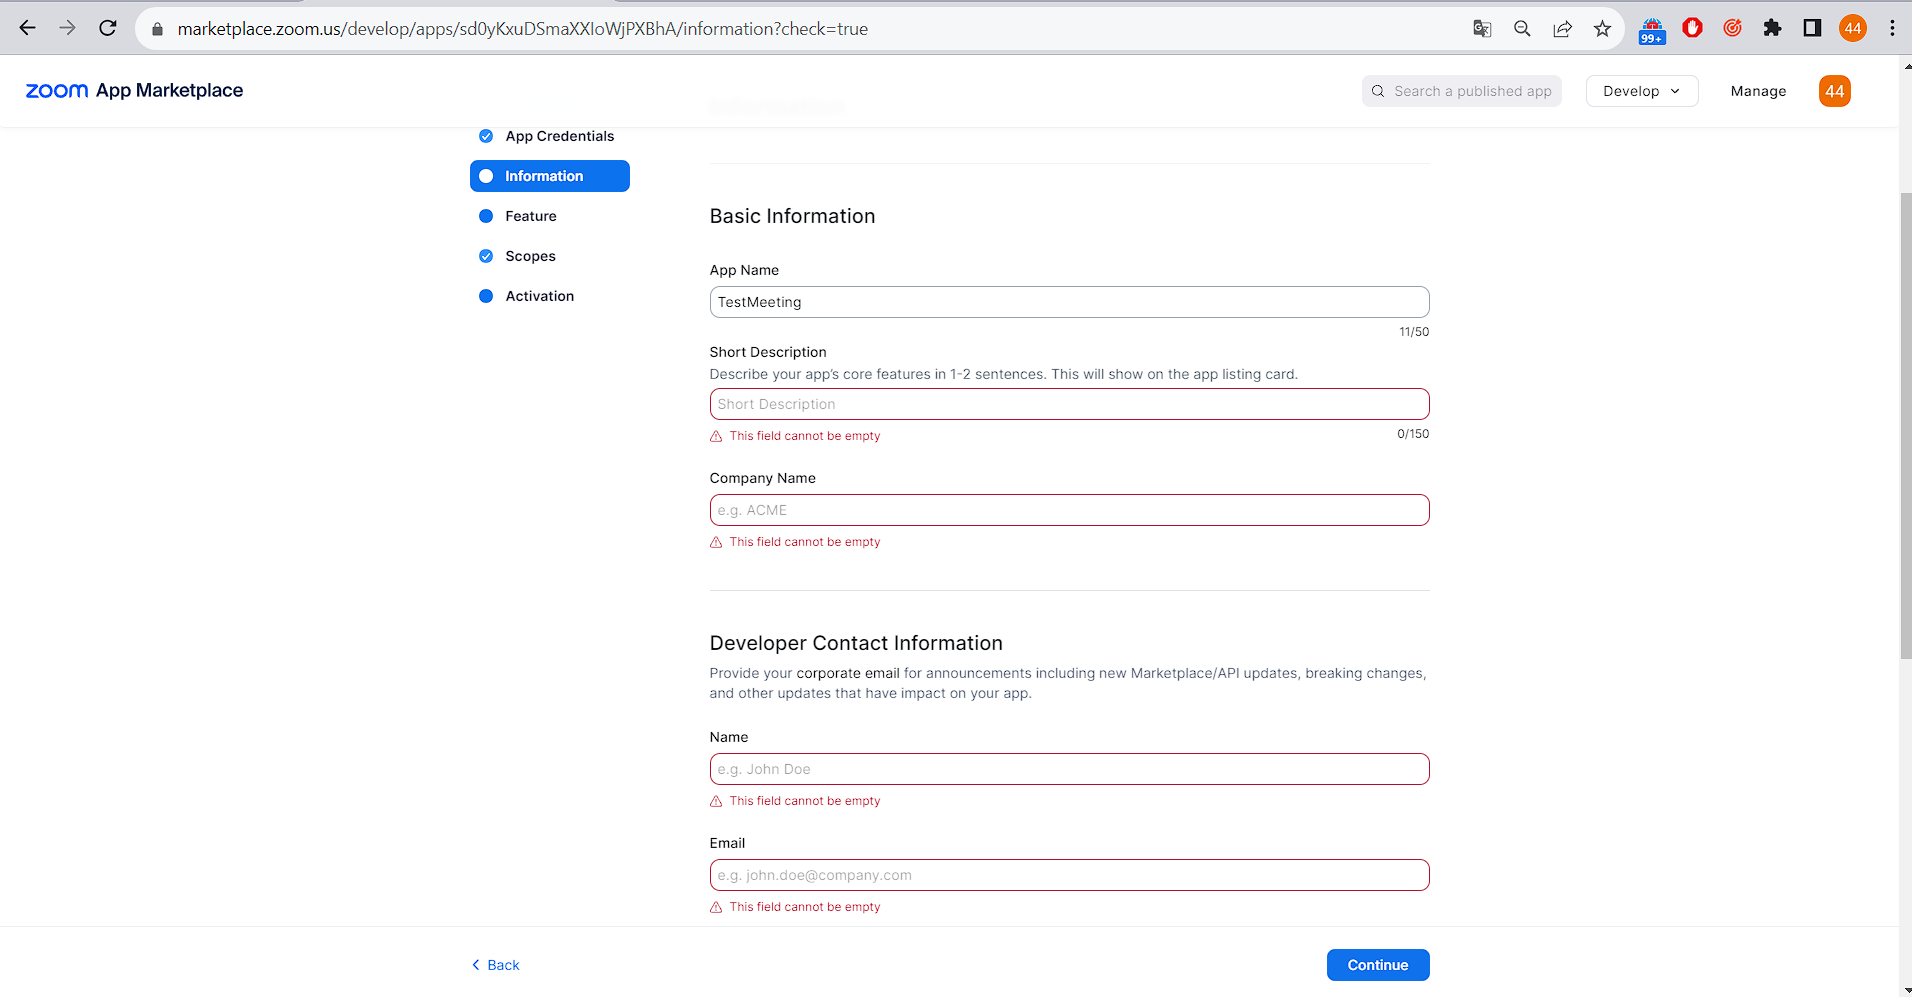 marketplace.zoom.us/develop/apps/sd0yKxuDSmaXXIoWjPXBhA/information?check=true
99+
44
zoom App Marketplace
Search a published app
Develop
Manage
44
App Credentials
Information
Feature
Scopes
Activation
Basic Information
App Name
TestMeeting
11/50
Short Description
Describe your app's core features in 1-2 sentences. This will show on the app listing card.
Short Description
This field cannot be empty
0/150
Company Name
e.g. ACME
This field cannot be empty
Developer Contact Information
Provide your corporate email for announcements including new Marketplace/API updates, breaking changes,
and other updates that have impact on your app.
Name
e.g. John Doe
This field cannot be empty
Email
e.g. john.doe@company.com
This field cannot be empty
Back
Continue